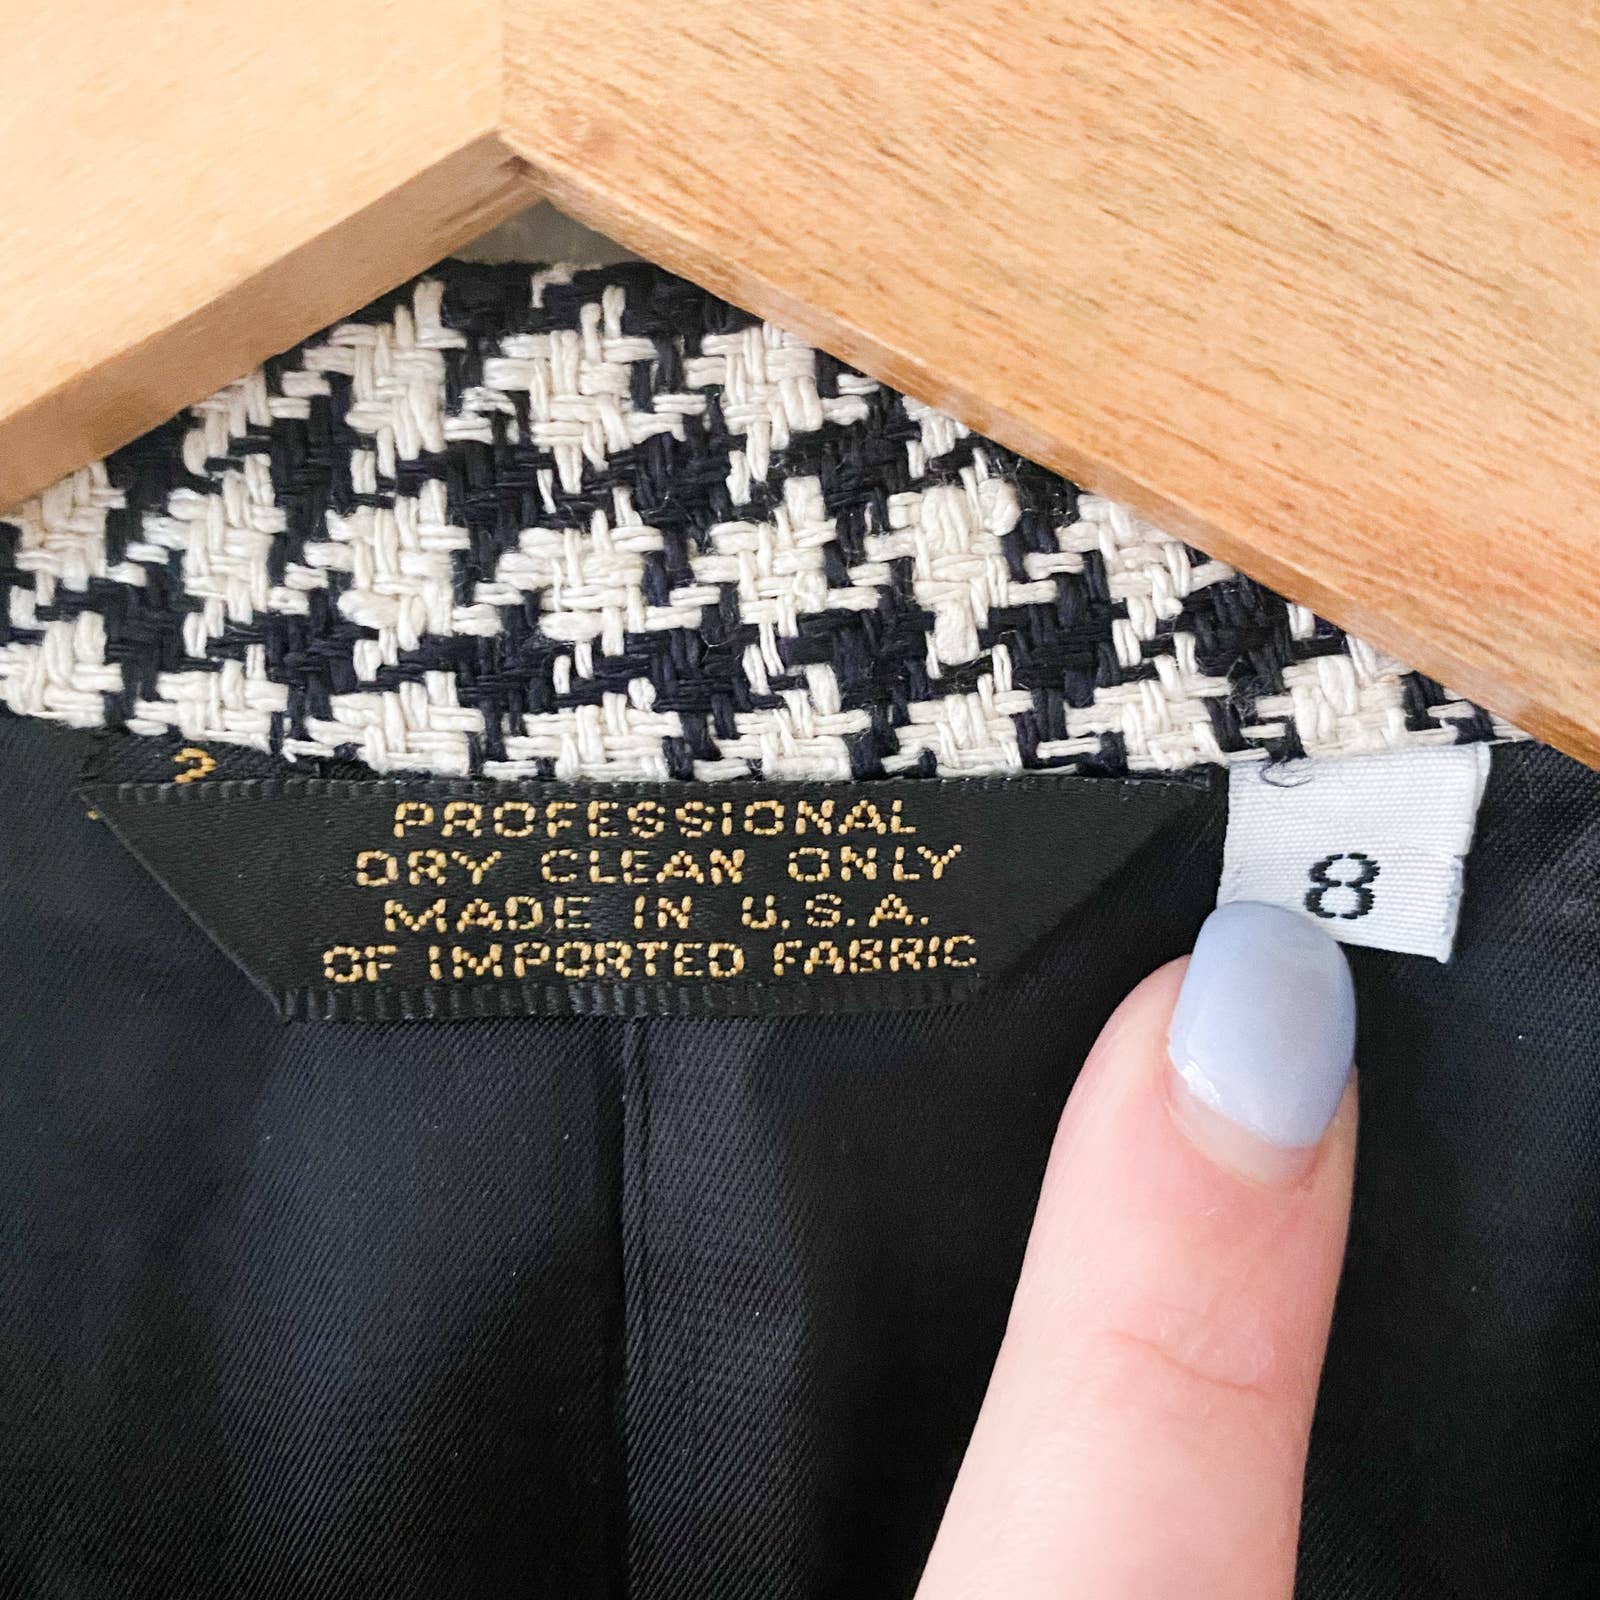 PROFESSIONAL
DRY CLEAN ONLY
MADE IN U.S.A.
OF IMPORTED FABRIC
8